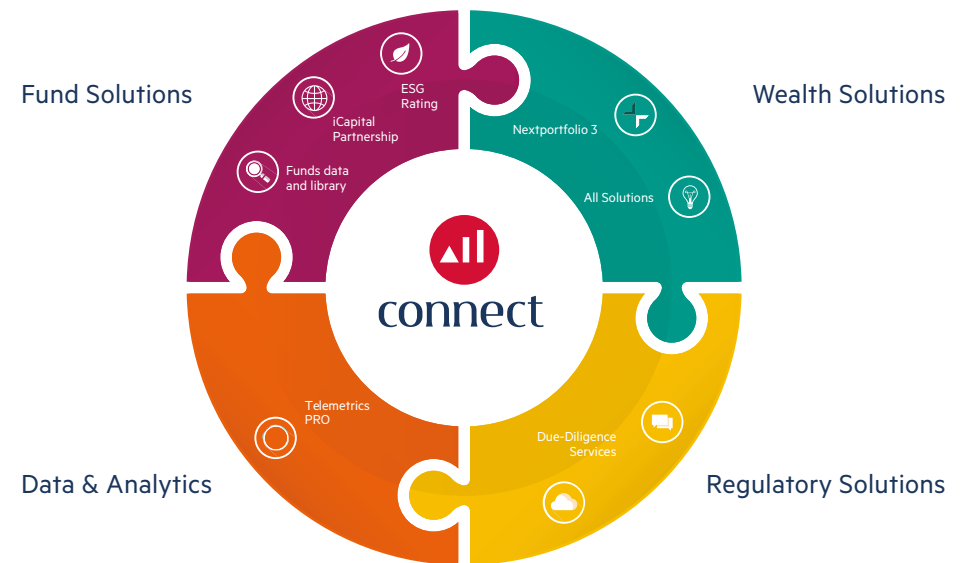 Fund Solutions
Wealth Solutions
ESG
Rating
iCapital
Partnership
Funds data
and library
Nextportfolio 3
All Solutions
connect
Telemetrics
PRO
Due-Diligence
Services
Data & Analytics
Regulatory Solutions